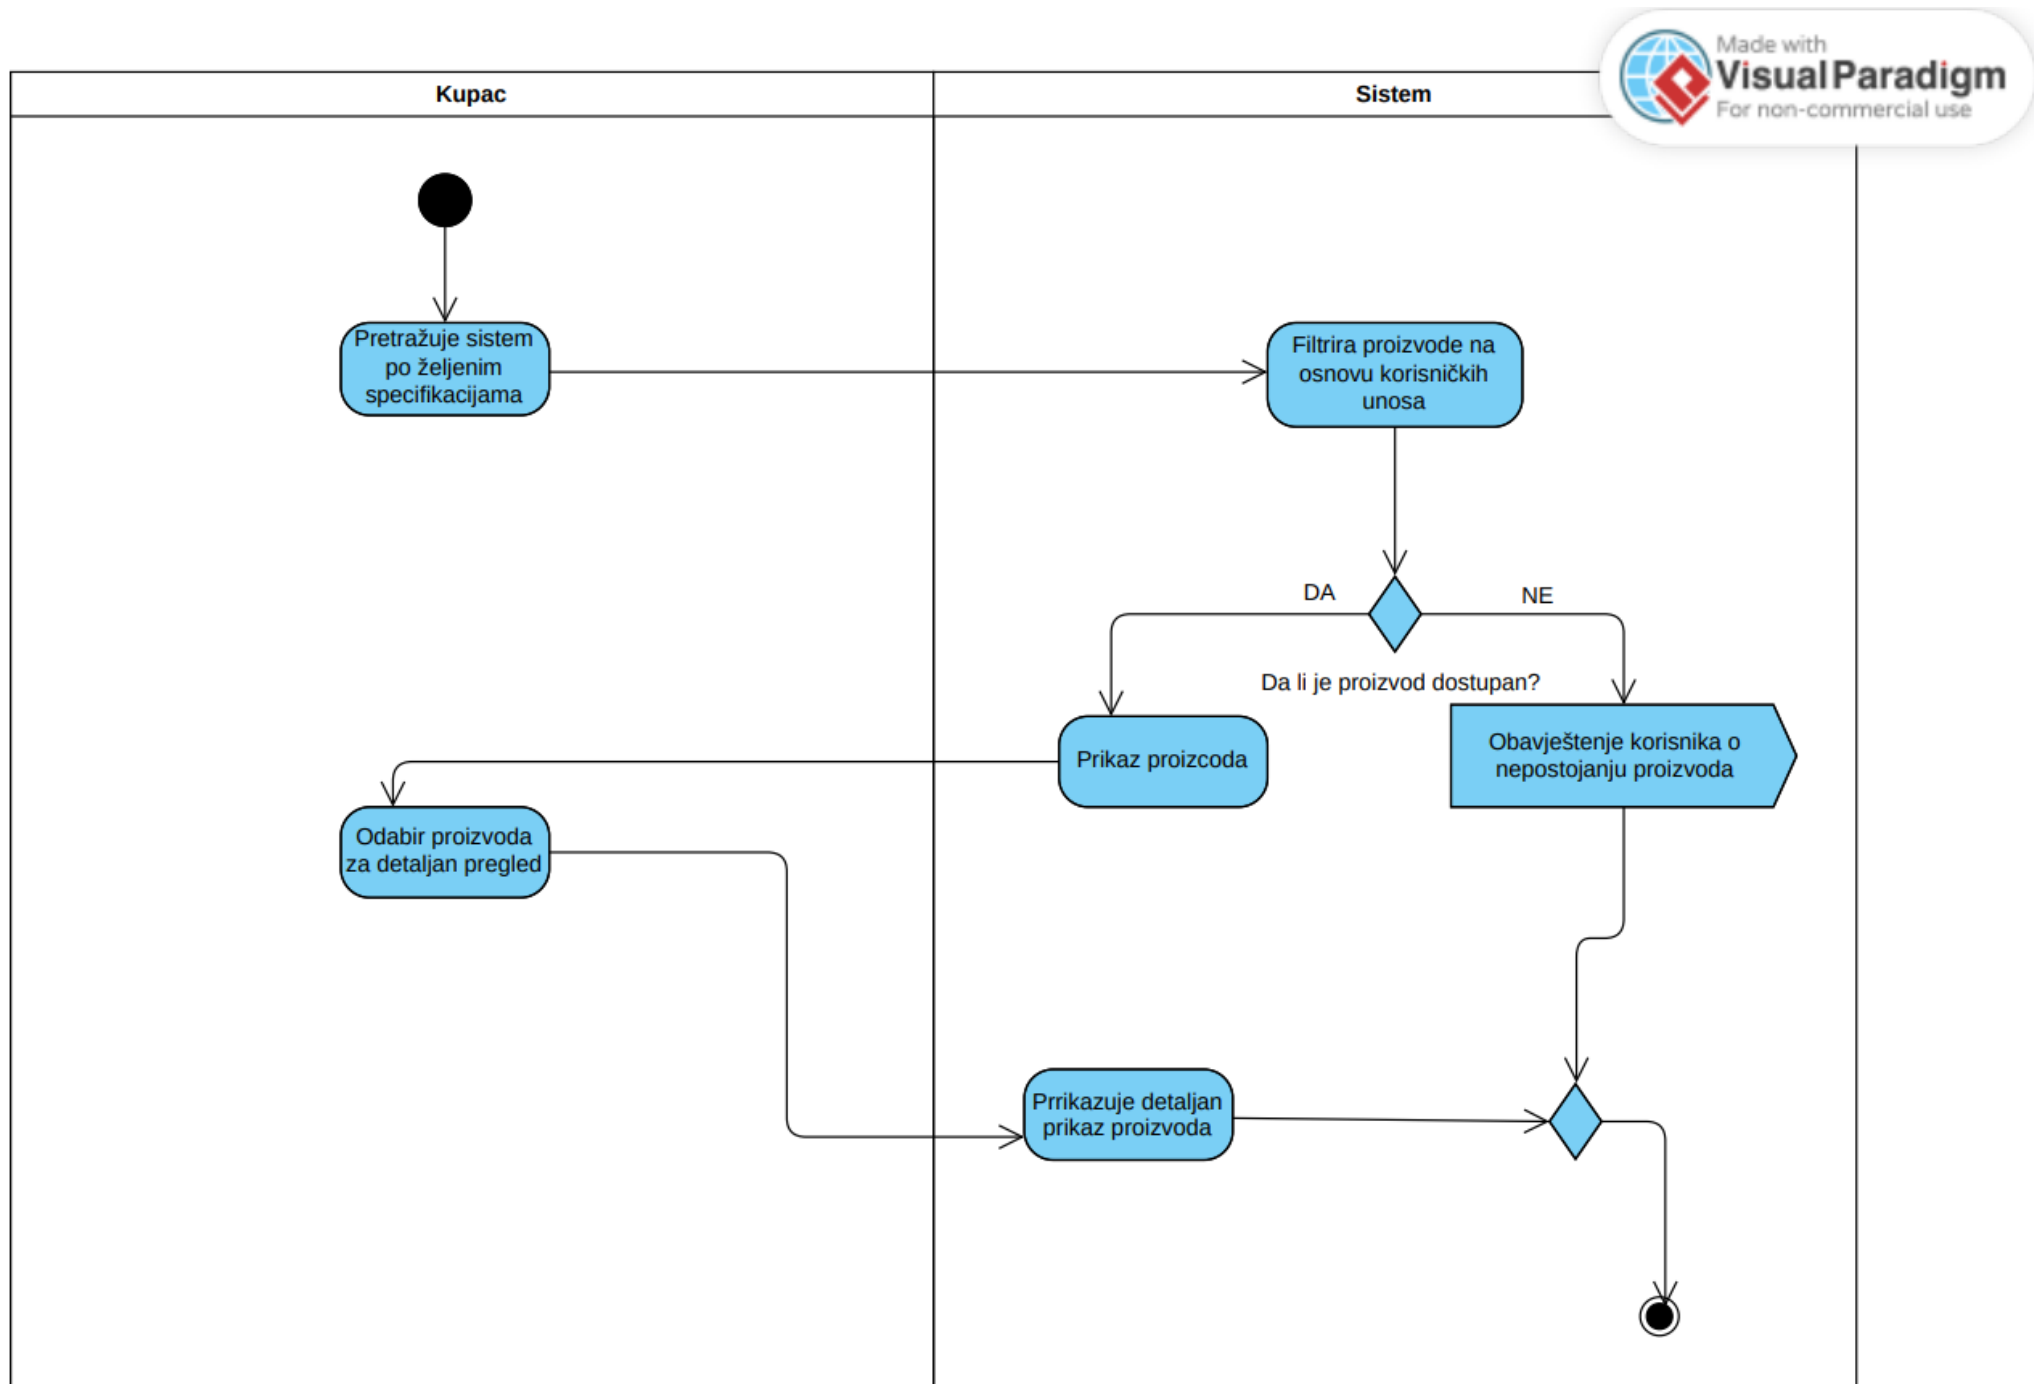 Made with
Visual Paradigm
For non-commercial use
Kupac
Sistem
Pretražuje sistem
po željenim
specifikacijama
Filtrira proizvode na
osnovu korisničkih
unosa
DA
NE
Da li je proizvod dostupan?
Prikaz proizcoda
Obavještenje korisnika o
nepostojanju proizvoda
Odabir proizvoda
za detaljan pregled
Prrikazuje detaljan
prikaz proizvoda